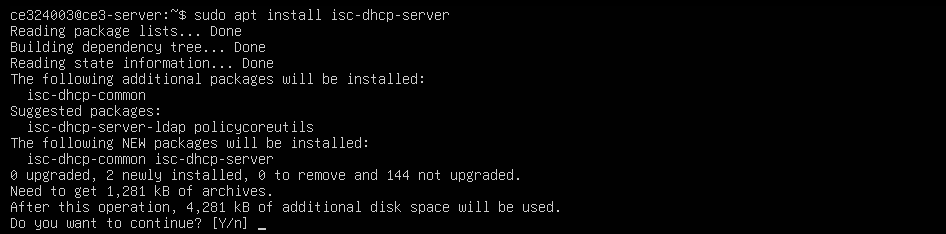 ce324003@ce3-server:~$ sudo apt install isc-dhcp-server
Reading package lists... Done
Building dependency tree... Done
Reading state information... Done
The following additional packages will be installed:
  isc-dhcp-common
Suggested packages:
  isc-dhcp-server-ldap policycoreutils
The following NEW packages will be installed:
  isc-dhcp-common isc-dhcp-server
0 upgraded, 2 newly installed, 0 to remove and 144 not upgraded.
Need to get 1,281 kB of archives.
After this operation, 4,281 kB of additional disk space will be used.
Do you want to continue? [Y/n] _